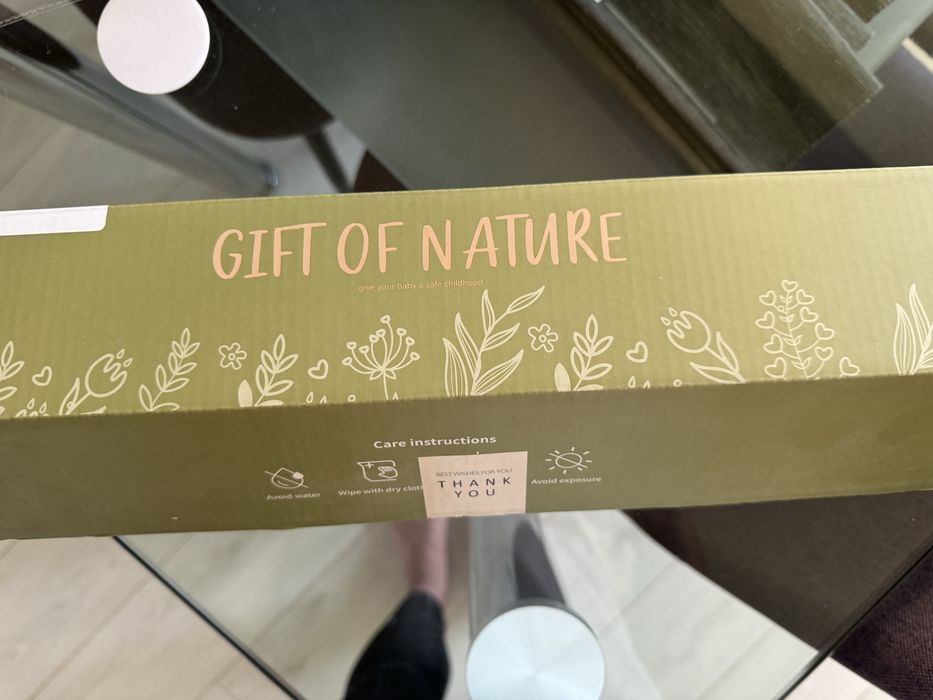 GIFT OF NATURE
give your baby a safe childhood
Care instructions
Avoid water
Wipe with dry
Avoid exposure
BEST WISHES FOR YOU
THANK
YOU